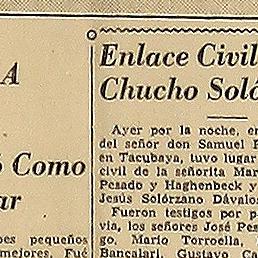 A
ó Como
ar
pes pequeños
mejores. Fué
Enlace Civil
Chucho Soló
Ayer por la noche, en
del señor don Samuel
en Tacubaya, tuvo lugar
civil de la señorita Mar
Pesado y Haghenbeck y
Jesús Solórzano Dávalos
Fueron testigos por p
via, los señores José Pes
go, Mario Torroella,
Bancalari, Gustavo Ca